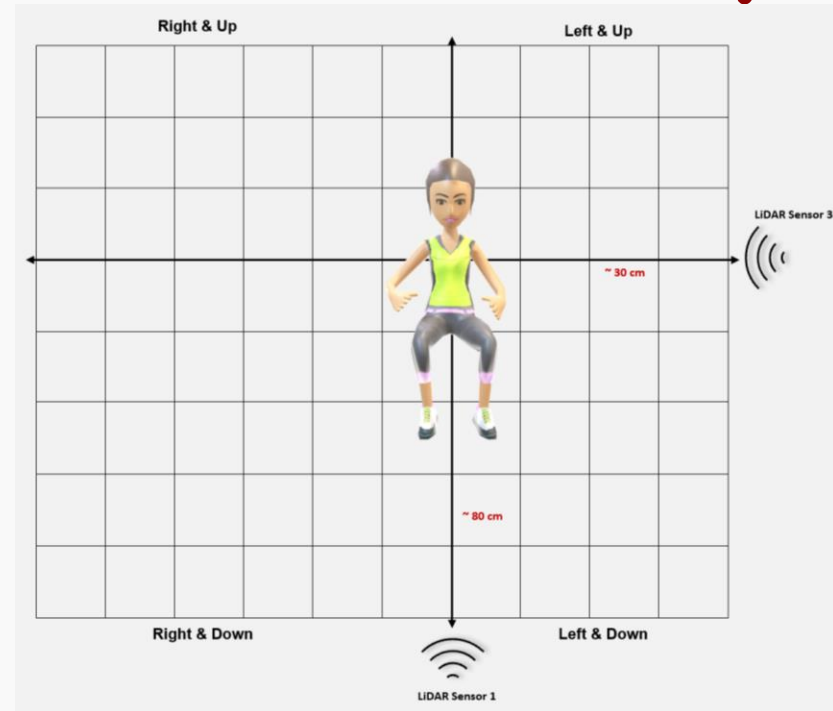 Right & Up
Left & Up
LiDAR Sensor 3
~ 30 cm
~ 80 cm
Right & Down
Left & Down
LiDAR Sensor 1